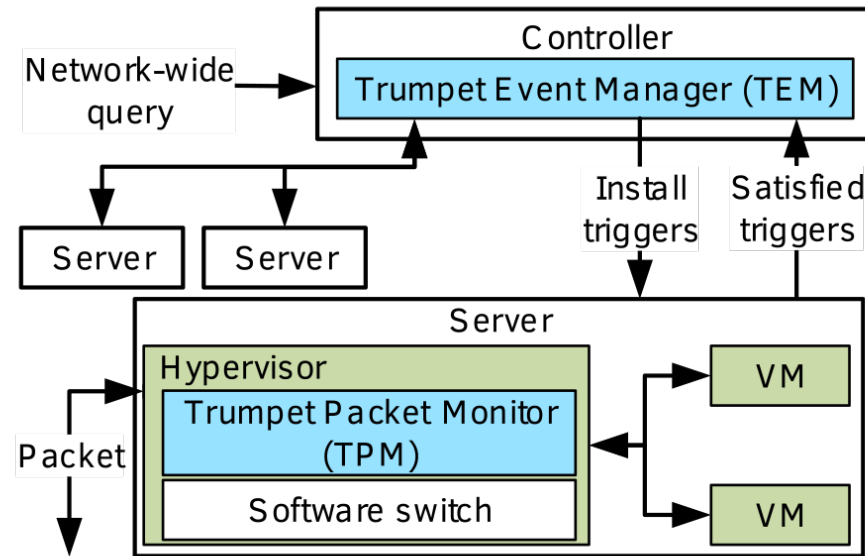 Controller
Network-wide
query
Trumpet Event Manager (TEM)
Install
triggers
Satisfied
triggers
Server
Server
Server
Hypervisor
Trumpet Packet Monitor
(TPM)
Software switch
VM
VM
Packet